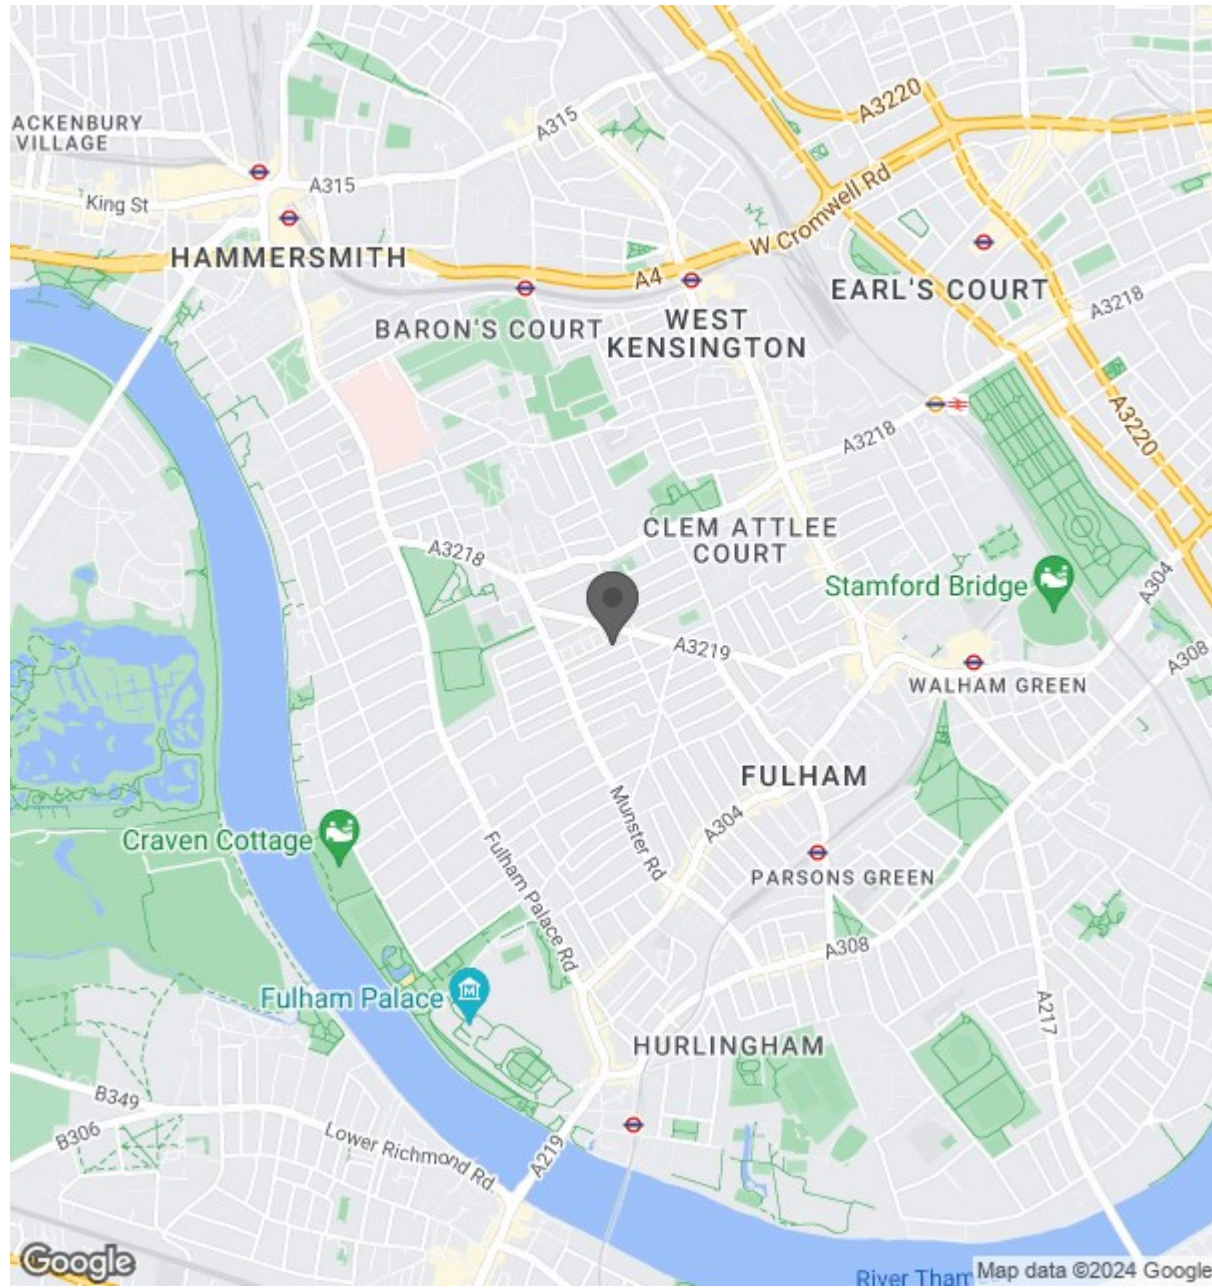 A3220
ACKENBURY
VILLAGE
A315
A315
King St
W Cromwell Rd
HAMMERSMITH
A4
EARL'S COURT
A3218
BARON'S COURT
WEST
KENSINGTON
A3220
A3218
CLEM ATTLEE
COURT
A3218
Stamford Bridge
A304
A3219
A308
WALHAM GREEN
FULHAM
Munster Rd
A304
Craven Cottage
Fulham Palace Rd
PARSONS GREEN
A308
Fulham Palace
A217
HURLINGHAM
B349
B306
Lower Richmond Rd.
A219
Google
River Tham
Map data ©2024 Google